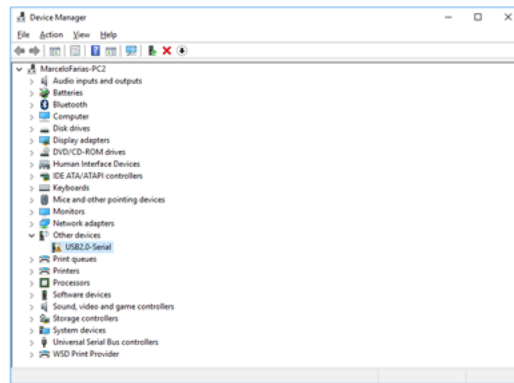 Device Manager
File Action View Help
MarceloFarias-PC2
Audio inputs and outputs
Batteries
Bluetooth
Computer
Disk drives
Display adapters
DVD/CD-ROM drives
Human Interface Devices
IDE ATA/ATAPI controllers
Keyboards
Mice and other pointing devices
Monitors
Network adapters
Other devices
USB2.0-Serial
Print queues
Printers
Processors
Software devices
Sound, video and game controllers
Storage controllers
System devices
Universal Serial Bus controllers
WSD Print Provider